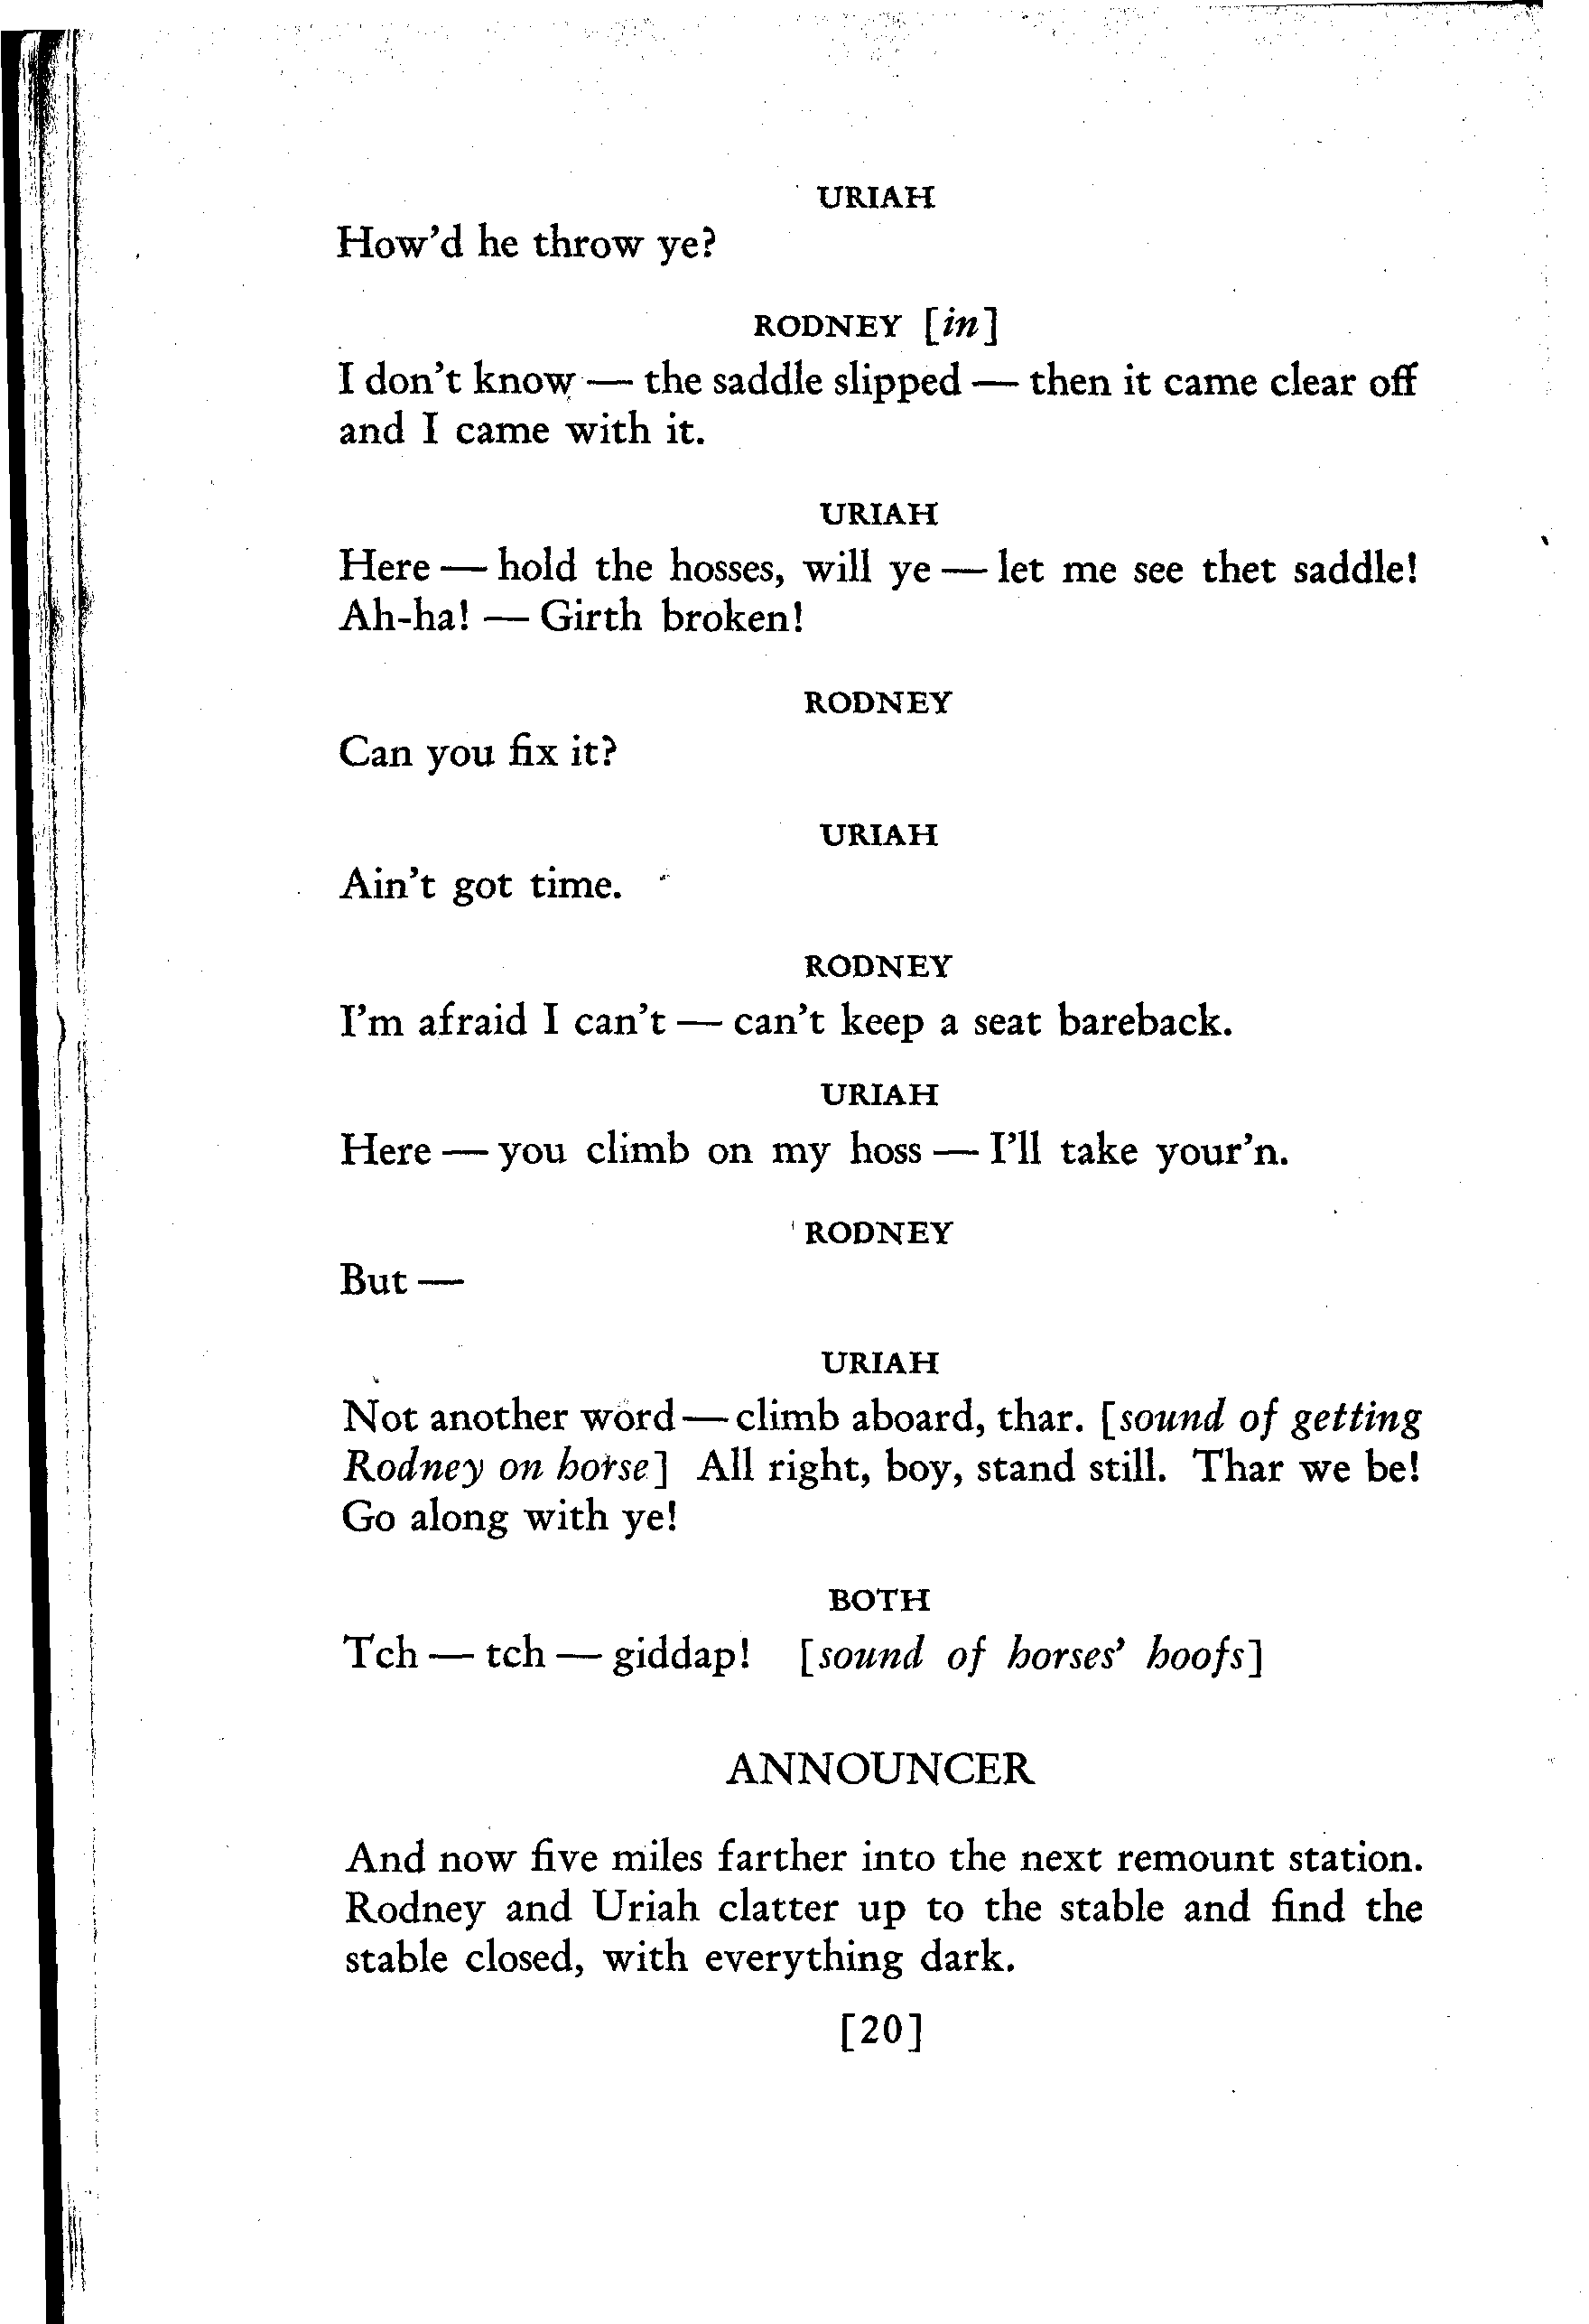 URIAH
How'd he throw ye?
RODNEY [in]
I don't know — the saddle slipped — then it came clear off
and I came with it.
URIAH
Here — hold the hosses, will ye — let me see thet saddle!
Ah-ha! — Girth broken!
RODNEY
Can you fix it?
URIAH
Ain't got time.
RODNEY
I'm afraid I can't — can't keep a seat bareback.
URIAH
Here — you climb on my hoss — I'll take your'n.
RODNEY
But —
URIAH
Not another word — climb aboard, thar. [sound of getting
Rodney on horse] All right, boy, stand still. Thar we be!
Go along with ye!
BOTH
Tch — tch — giddap! [sound of horses' hoofs]
ANNOUNCER
And now five miles farther into the next remount station.
Rodney and Uriah clatter up to the stable and find the
stable closed, with everything dark.
[20]